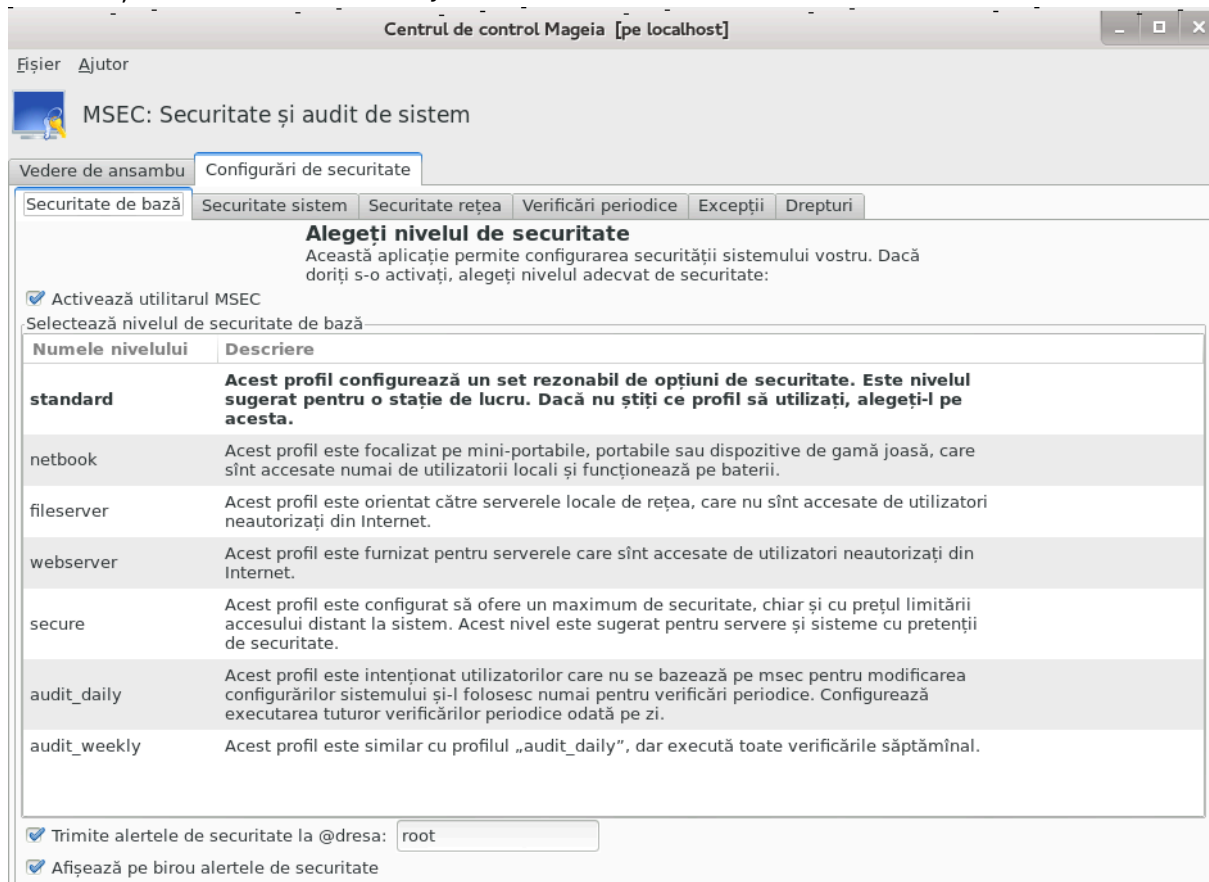 Centrul de control Mageia [pe localhost]
Fișier Ajutor
MSEC: Securitate și audit de sistem
Vedere de ansambu Configurări de securitate
Securitate de bază Securitate sistem Securitate rețea Verificări periodice Excepții Drepturi
Alegeți nivelul de securitate
Această aplicație permite configurarea securității sistemului vostru. Dacă
doriți s-o activați, alegeți nivelul adecvat de securitate:
Activează utilitarul MSEC
Selectează nivelul de securitate de bază
Numele nivelului Descriere
standard
Acest profil configurează un set rezonabil de opțiuni de securitate. Este nivelul
sugerat pentru o stație de lucru. Dacă nu știți ce profil să utilizați, alegeți-l pe
acesta.
netbook
Acest profil este focalizat pe mini-portabile, portabile sau dispozitive de gamă joasă, care
sînt accesate numai de utilizatorii locali și funcționează pe baterii.
fileserver
Acest profil este orientat către serverele locale de rețea, care nu sînt accesate de utilizatori
neautorizați din Internet.
webserver
Acest profil este furnizat pentru serverele care sînt accesate de utilizatori neautorizați din
Internet.
secure
Acest profil este configurat să ofere un maximum de securitate, chiar și cu prețul limitării
accesului distant la sistem. Acest nivel este sugerat pentru servere și sisteme cu pretenții
de securitate.
audit_daily
Acest profil este intenționat utilizatorilor care nu se bazează pe msec pentru modificarea
configurărilor sistemului și-l folosesc numai pentru verificări periodice. Configurează
executarea tuturor verificărilor periodice odată pe zi.
audit_weekly Acest profil este similar cu profilul „audit_daily”, dar execută toate verificările săptămînal.
Trimite alertele de securitate la @dresa: root
Afișează pe birou alertele de securitate